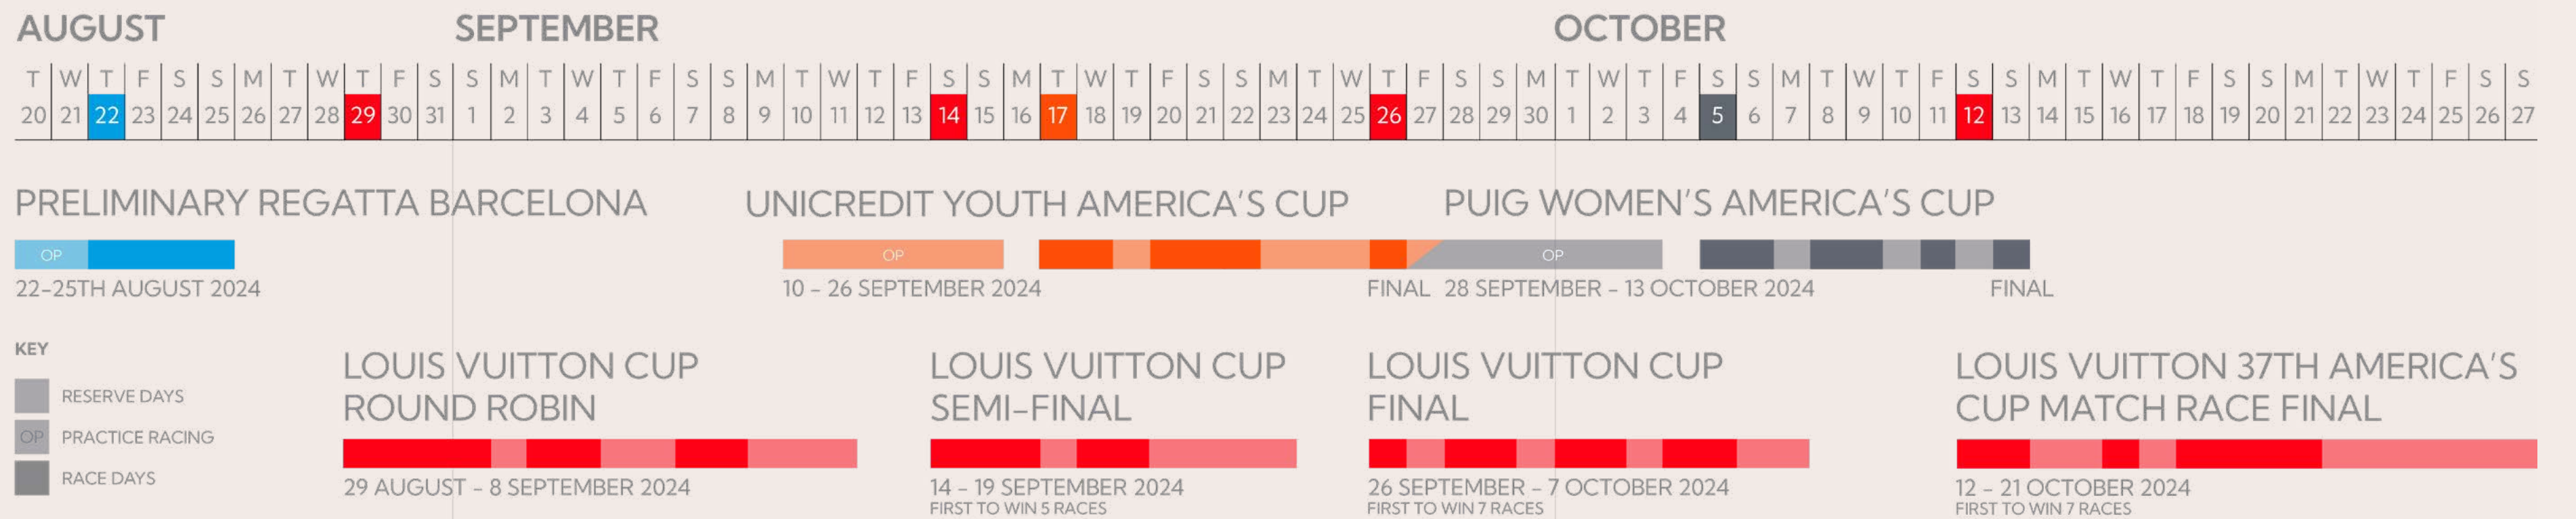 AUGUST SEPTEMBER OCTOBER
T W T F S S M T W T F S S M T W T F S S M T W T F S S M T W T F S S M T W T F S S M T W T F S S M T W T F S S M T W T F S S M T W T F S S
20 21 22 23 24 25 26 27 28 29 30 31 1 2 3 4 5 6 7 8 9 10 11 12 13 14 15 16 17 18 19 20 21 22 23 24 25 26 27 28 29 30 1 2 3 4 5 6 7 8 9 10 11 12 13 14 15 16 17 18 19 20 21 22 23 24 25 26 27
PRELIMINARY REGATTA BARCELONA UNICREDIT YOUTH AMERICA'S CUP PUIG WOMEN'S AMERICA'S CUP
OP OP OP
22-25TH AUGUST 2024 10 - 26 SEPTEMBER 2024 FINAL 28 SEPTEMBER - 13 OCTOBER 2024 FINAL
KEY
RESERVE DAYS
OP PRACTICE RACING
RACE DAYS
LOUIS VUITTON CUP
ROUND ROBIN
29 AUGUST - 8 SEPTEMBER 2024
LOUIS VUITTON CUP
SEMI-FINAL
14 - 19 SEPTEMBER 2024
FIRST TO WIN 5 RACES
LOUIS VUITTON CUP
FINAL
26 SEPTEMBER - 7 OCTOBER 2024
FIRST TO WIN 7 RACES
LOUIS VUITTON 37TH AMERICA'S
CUP MATCH RACE FINAL
12 - 21 OCTOBER 2024
FIRST TO WIN 7 RACES